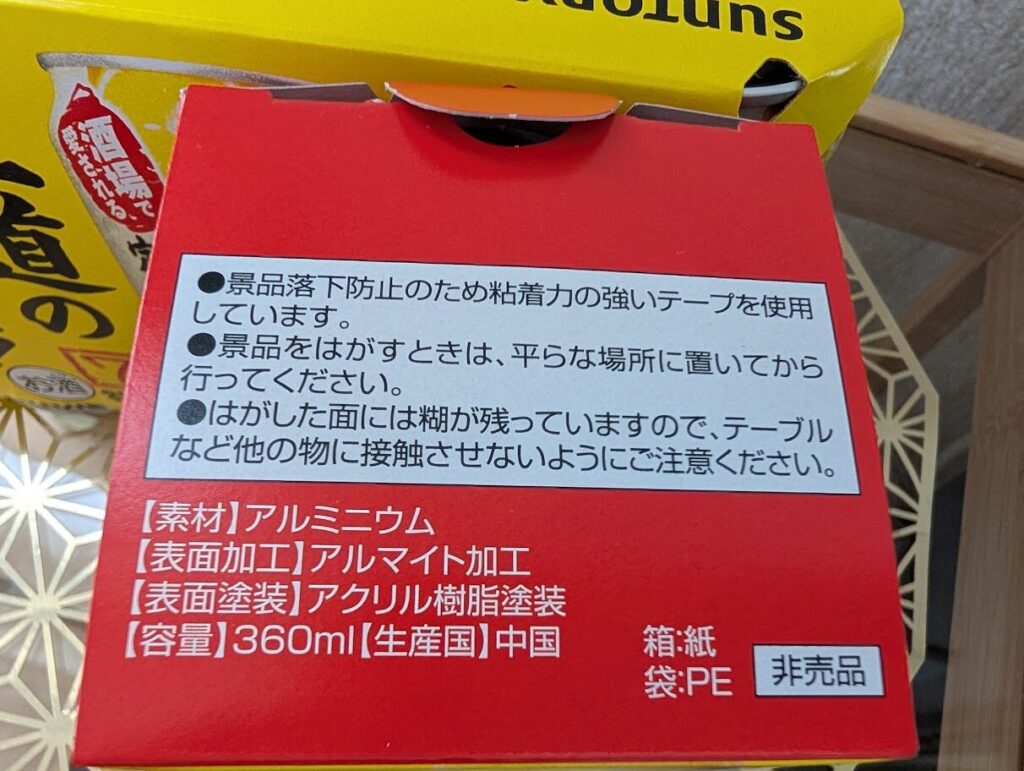 suntory
酒場で
愛される、
道の
●景品落下防止のため粘着力の強いテープを使用
しています。
●景品をはがすときは、平らな場所に置いてから
行ってください。
●はがした面には糊が残っていますので、テーブル
など他の物に接触させないようにご注意ください。
【素材】アルミニウム
【表面加工】アルマイト加工
【表面塗装】アクリル樹脂塗装
【容量】360ml【生産国】中国
箱:紙
袋:PE
非売品
お酒